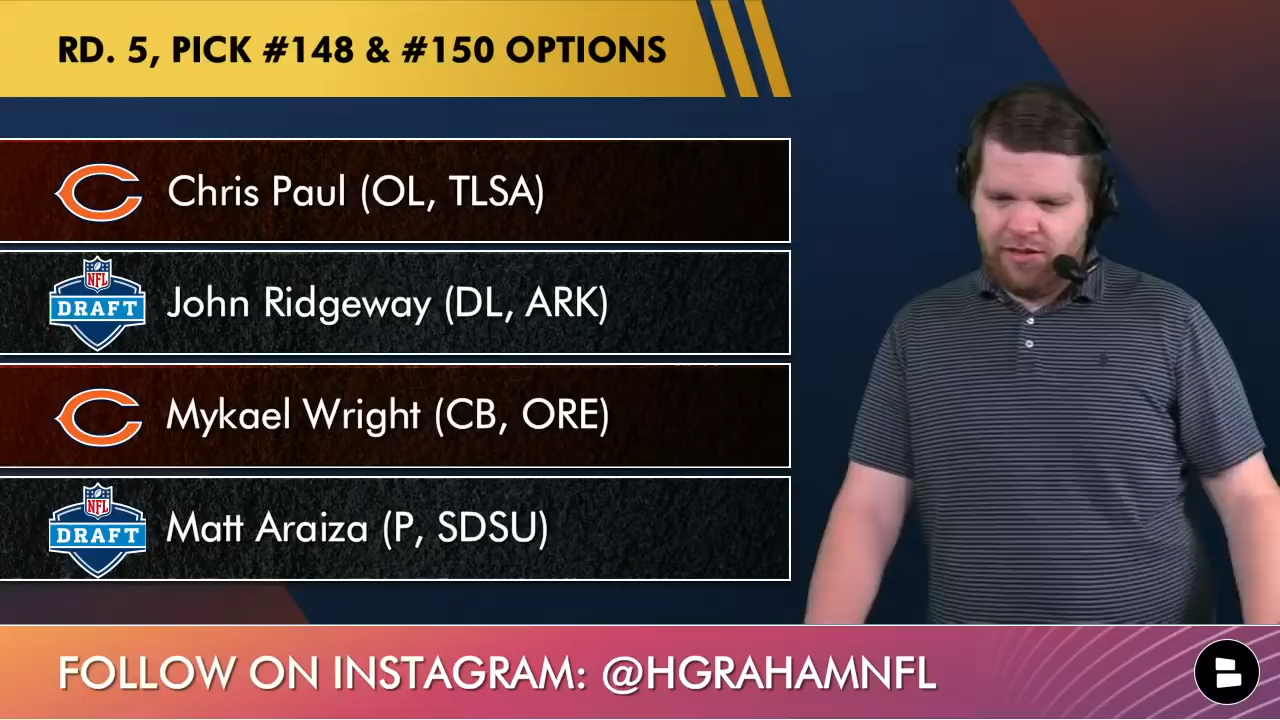 RD. 5, PICK #148 & #150 OPTIONS
Chris Paul (OL, TLSA)
NFL
DRAFT
John Ridgeway (DL, ARK)
Mykael Wright (CB, ORE)
NFL
DRAFT
Matt Araiza (P, SDSU)
FOLLOW ON INSTAGRAM: @HGRAHAMNFL